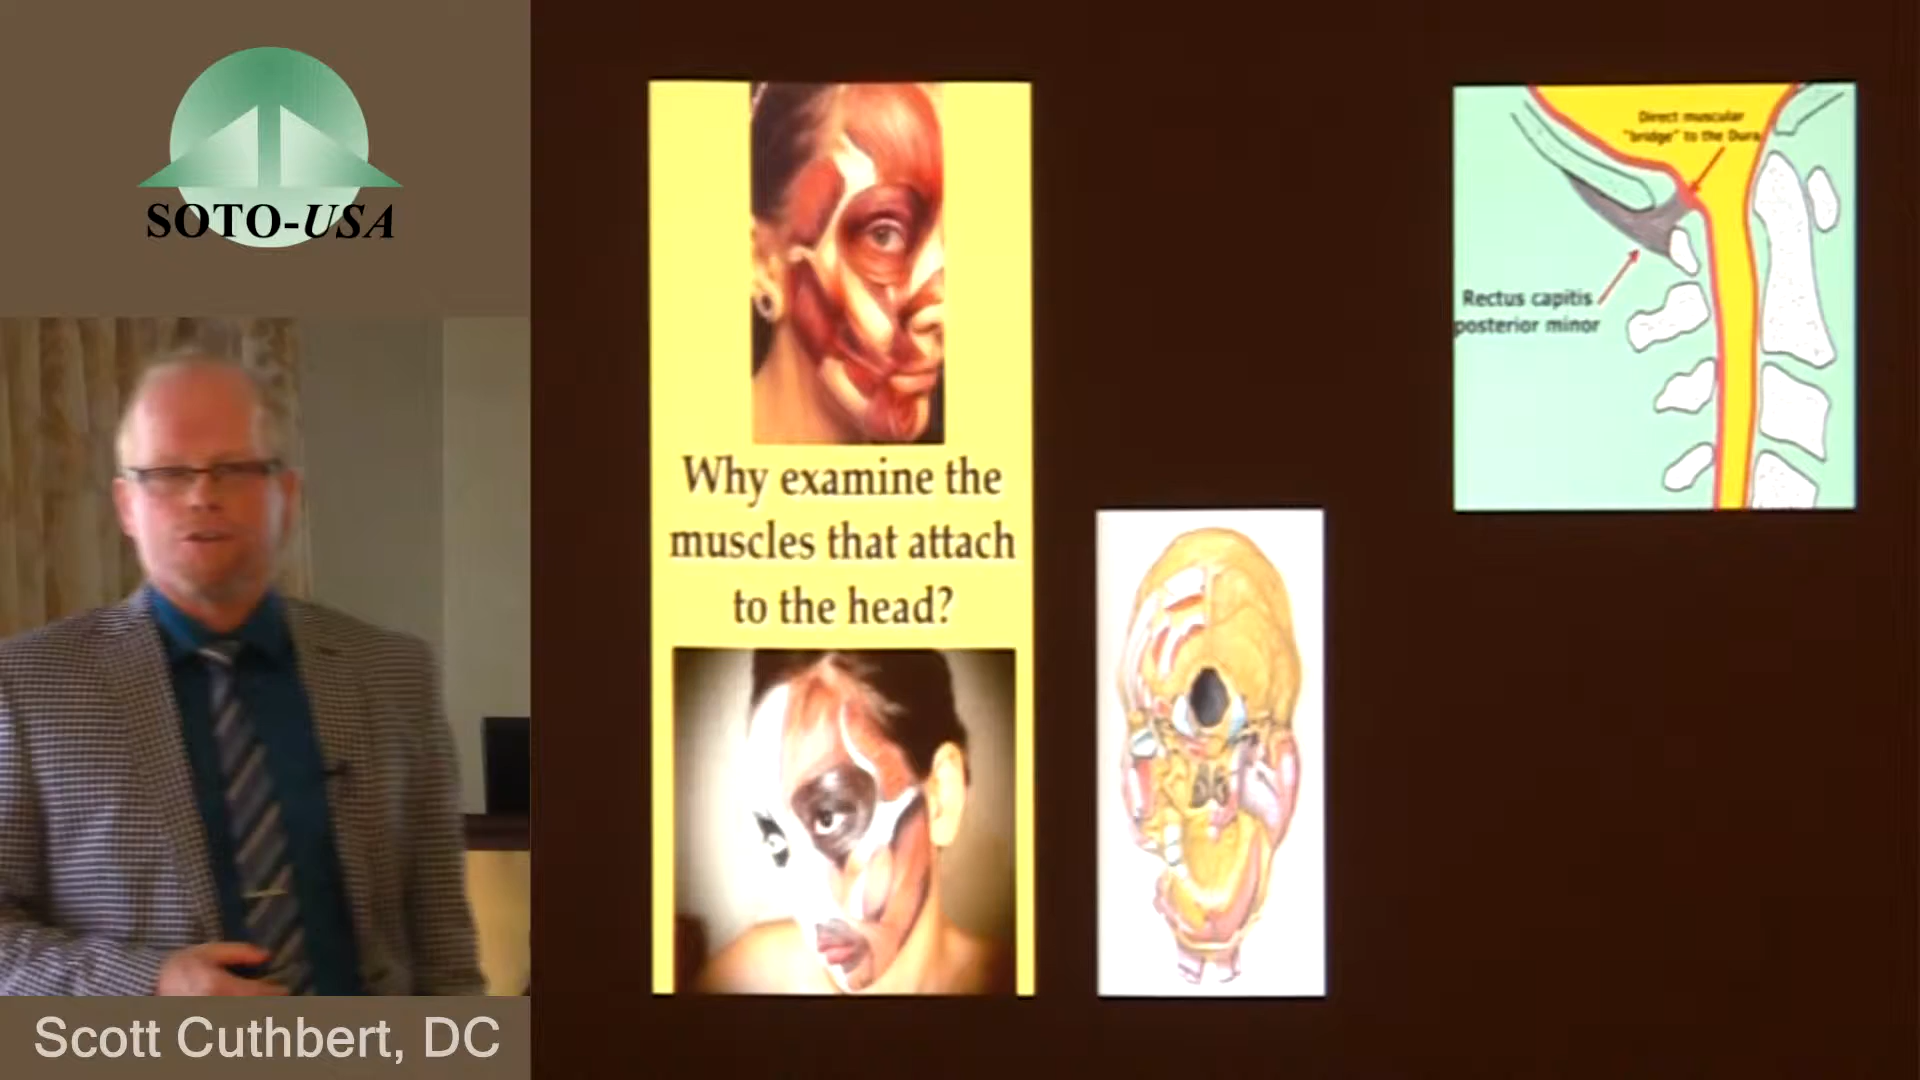 SOTO-USA
Scott Cuthbert, DC
Why examine the
muscles that attach
to the head?
Direct muscular
"bridge" to the Dura
Rectus capitis
posterior minor